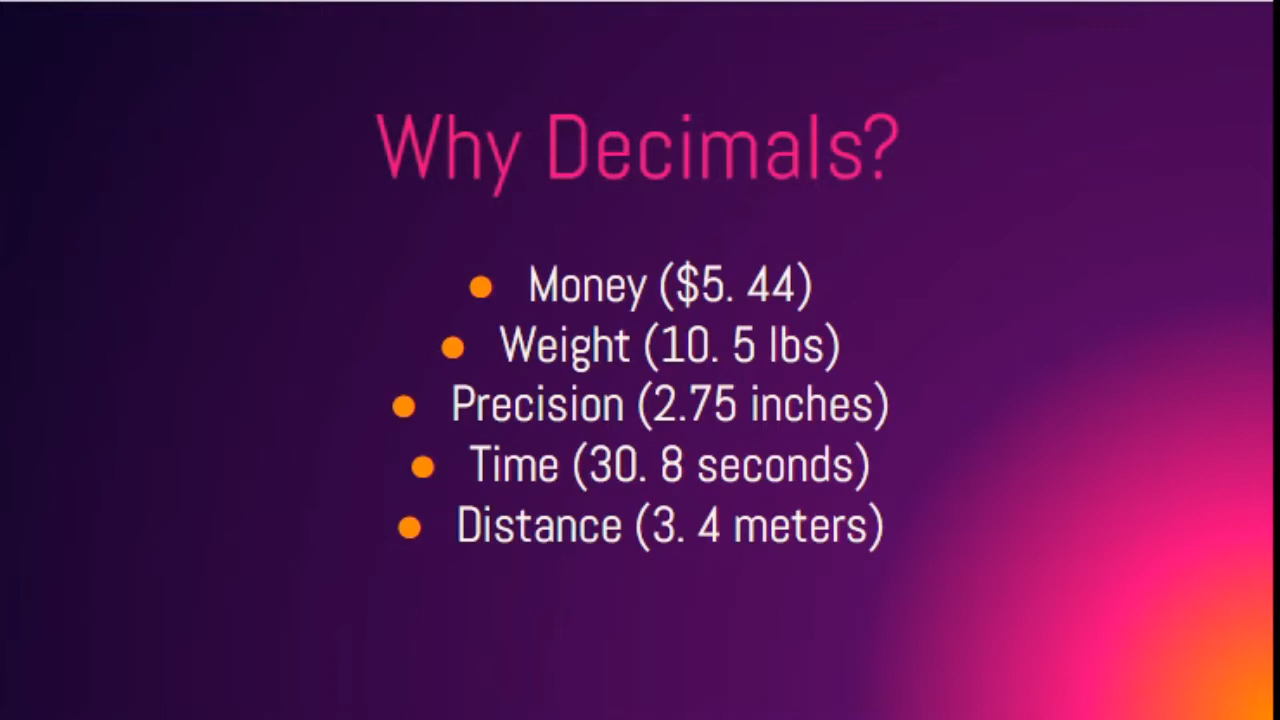 Why Decimals?
● Money ($5. 44)
● Weight (10. 5 lbs)
● Precision (2.75 inches)
● Time (30. 8 seconds)
● Distance (3. 4 meters)